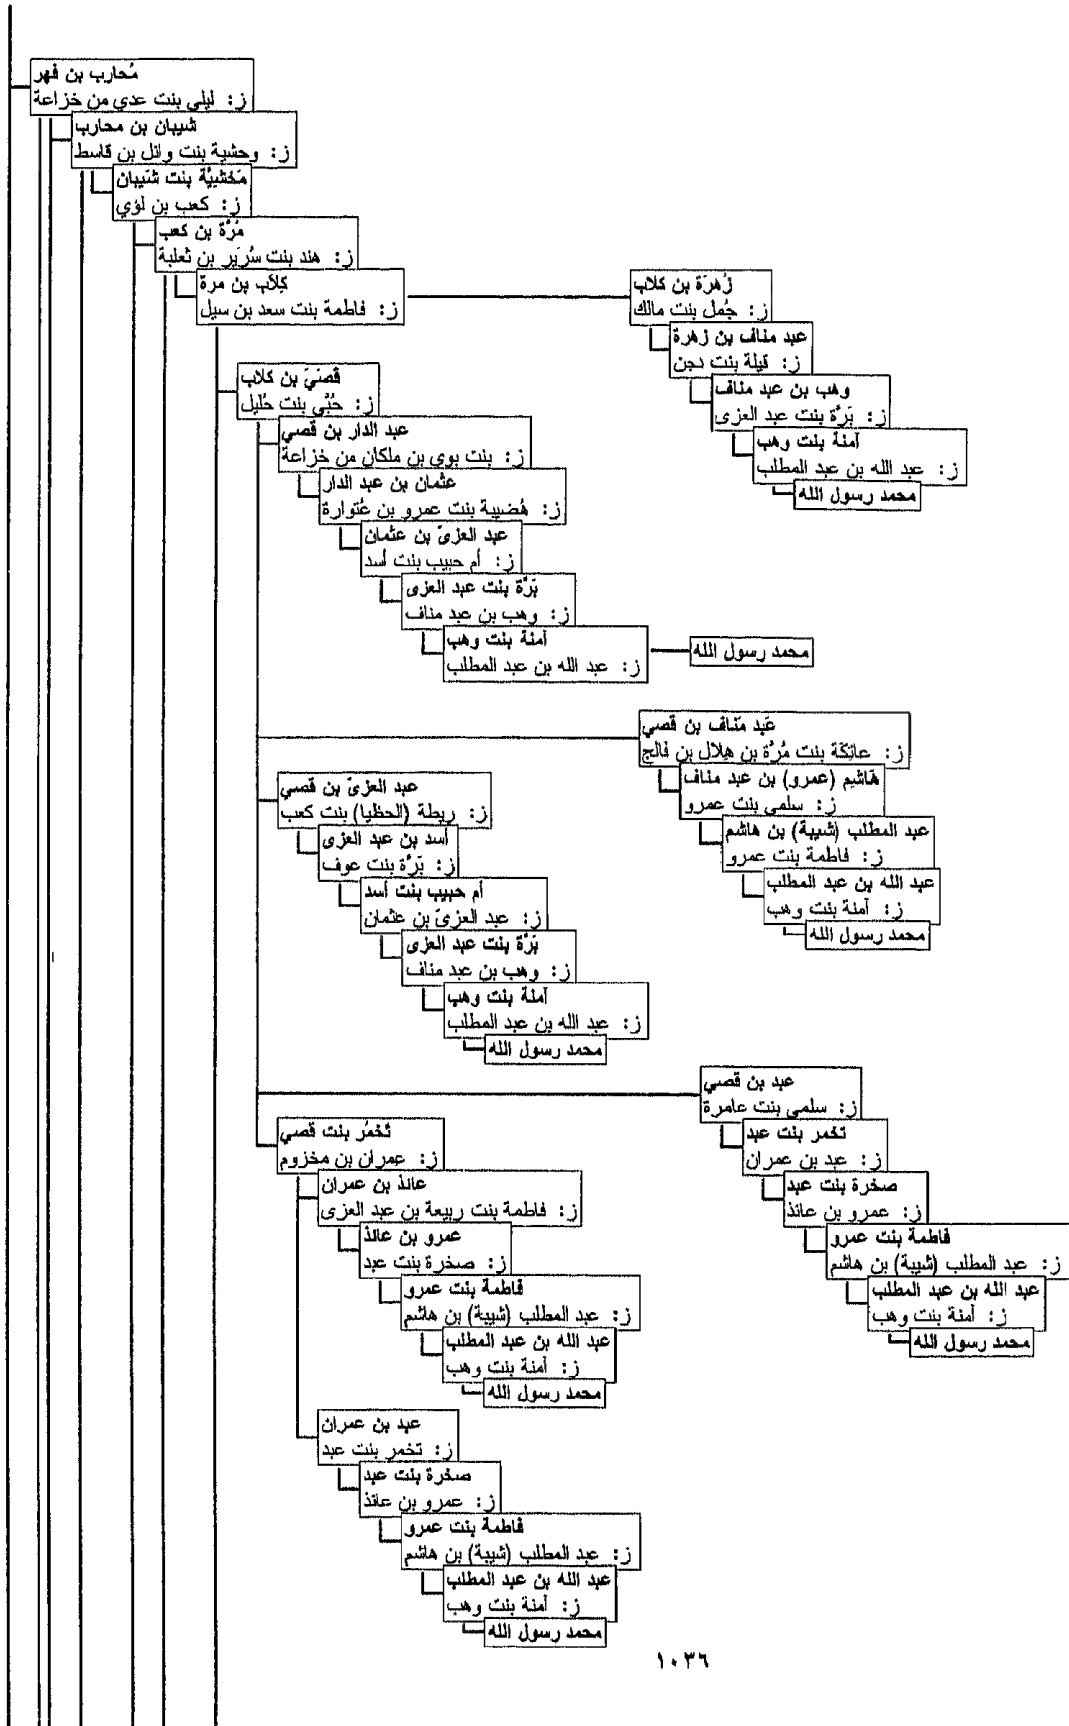 مُحارب بن فهر
ز: ليلى بنت عدي من خزاعة
شيبان بن محارب
ز: وحشية بنت وائل بن قاسط
مَخشيَّة بنت شَيبان
ز: كعب بن لؤي
مُرَّة بن كعب
ز: هند بنت سُرَير بن ثعلبة
كِلاَب بن مرة
ز: فاطمة بنت سعد بن سيل
زُهرَة بن كلاب
ز: جُمل بنت مالك
عبد مناف بن زهرة
ز: قيلة بنت دجن
وهب بن عبد مناف
ز: بَرَّة بنت عبد العزى
آمنة بنت وهب
ز: عبد الله بن عبد المطلب
محمد رسول الله
قُصَيَ بن كلاب
ز: حُبَّي بنت حُليل
عبد الدار بن قصي
ز: بنت بوي بن ملكان من خزاعة
عثمان بن عبد الدار
ز: هُضيبة بنت عمرو بن عُتوارة
عبد العزىّ بن عثمان
ز: أم حبيب بنت أسد
بَرَّة بنت عبد العزى
ز: وهب بن عبد مناف
آمنة بنت وهب
ز: عبد الله بن عبد المطلب
محمد رسول الله
عَبد مَناف بن قصي
ز: عاتِكَة بنت مُرَّة بن هِلال بن فالج
هَاشِم (عمرو) بن عبد مناف
ز: سلمى بنت عمرو
عبد المطلب (شيبة) بن هاشم
ز: فاطمة بنت عمرو
عبد الله بن عبد المطلب
ز: آمنة بنت وهب
محمد رسول الله
عبد العزىّ بن قصي
ز: ريطة (الحظيا) بنت كعب
أسد بن عبد العزى
ز: بَرَّة بنت عوف
أم حبيب بنت أسد
ز: عبد العزىّ بن عثمان
بَرَّة بنت عبد العزى
ز: وهب بن عبد مناف
آمنة بنت وهب
ز: عبد الله بن عبد المطلب
محمد رسول الله
عبد بن قصي
ز: سلمى بنت عامرة
تخمر بنت عبد
ز: عبد بن عمران
صخرة بنت عبد
ز: عمرو بن عائذ
فاطمة بنت عمرو
ز: عبد المطلب (شيبة) بن هاشم
عبد الله بن عبد المطلب
ز: آمنة بنت وهب
محمد رسول الله
تَخمُر بنت قصي
ز: عمران بن مخزوم
عائذ بن عمران
ز: فاطمة بنت ربيعة بن عبد العزى
عمرو بن عائذ
ز: صخرة بنت عبد
فاطمة بنت عمرو
ز: عبد المطلب (شيبة) بن هاشم
عبد الله بن عبد المطلب
ز: آمنة بنت وهب
محمد رسول الله
عبد بن عمران
ز: تخمر بنت عبد
صخرة بنت عبد
ز: عمرو بن عائذ
فاطمة بنت عمرو
ز: عبد المطلب (شيبة) بن هاشم
عبد الله بن عبد المطلب
ز: آمنة بنت وهب
محمد رسول الله
١٠٣٦